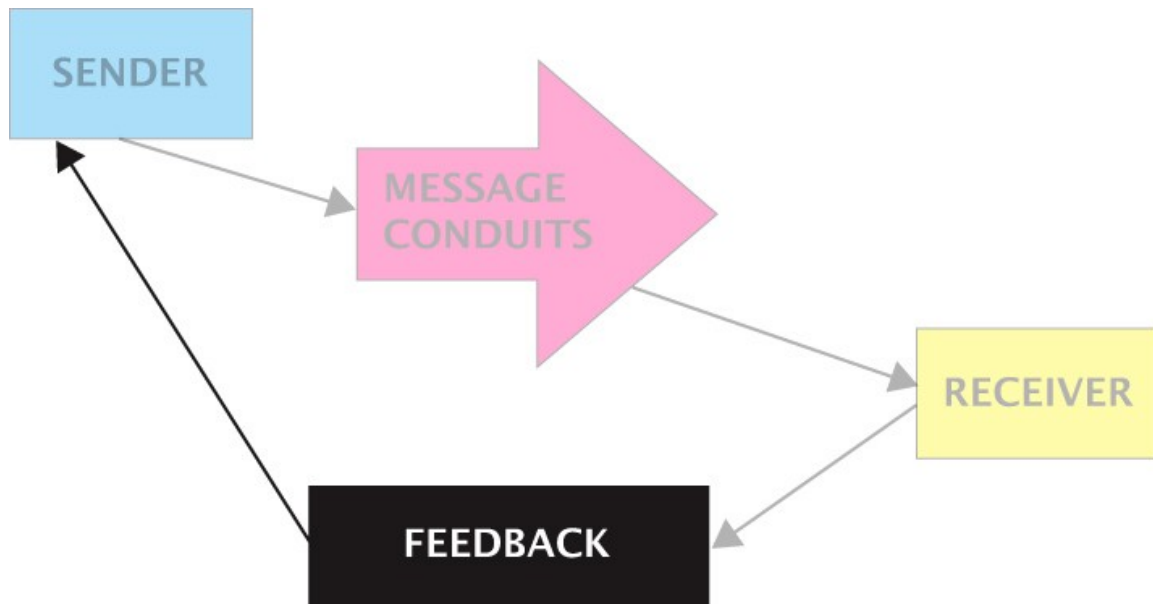 SENDER
MESSAGE
CONDUITS
RECEIVER
FEEDBACK